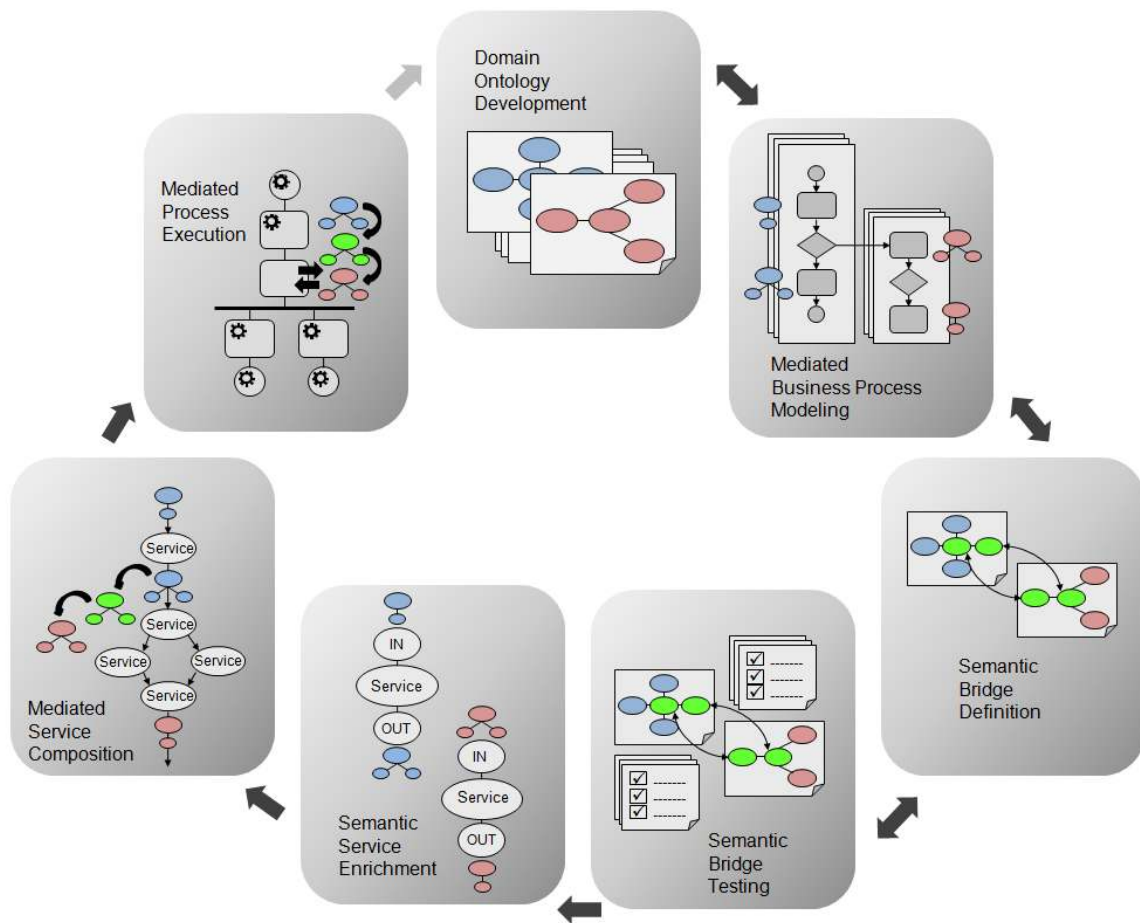 Domain
Ontology
Development
Mediated
Business Process
Modeling
Semantic
Bridge
Definition
Semantic
Bridge
Testing
IN
Service
OUT
IN
Service
OUT
Semantic
Service
Enrichment
Service
Service
Service
Service
Service
Mediated
Service
Composition
Mediated
Process
Execution